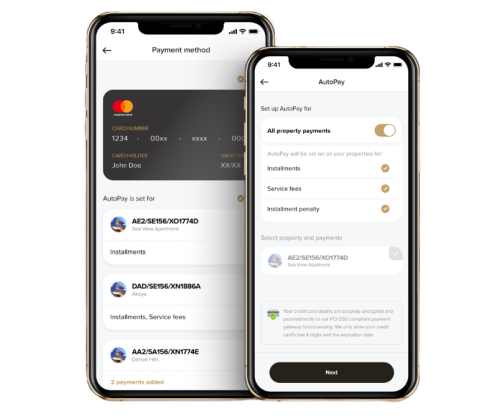 9:41
Payment method
CARD NUMBER
1234 - 00xx - xxxx - 00
CARD HOLDER
John Doe
XX/XX
AutoPay is set for
AE2/SE156/XO1774D
Sea View Apartment
Installments
DAD/SE156/XN1886A
Akoya
Installments, Service fees
AA2/SA156/XN1774E
Damac Hills
2 payments added
9:41
AutoPay
Set up AutoPay for
All property payments
AutoPay will be set on all your properties for:
Installments
Service fees
Installment penalty
Select property and payments
AE2/SE156/XO1774D
Sea View Apartment
Your credit card details are securely encrypted and
passed directly to our PCI DSS compliant payment
gateway for processing. We only store your credit
card's last 4 digits and the expiration date.
Next